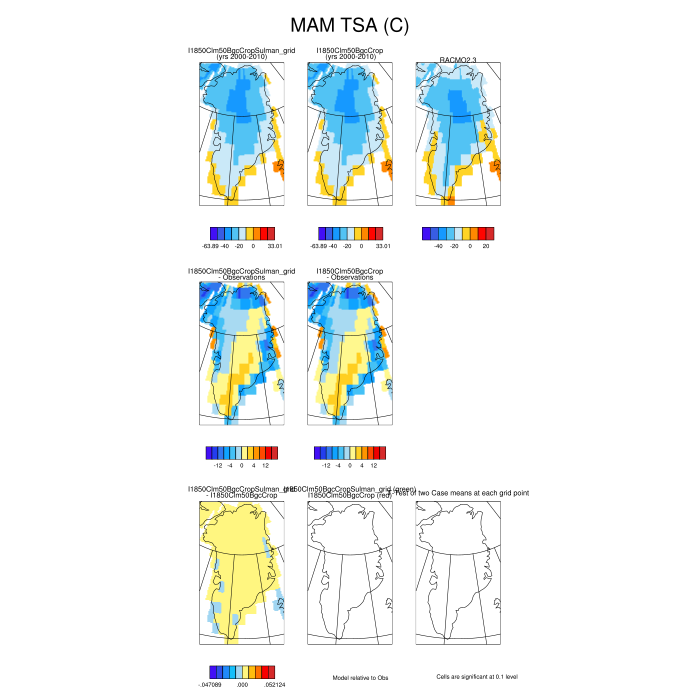 MAM TSA (C)
I1850Clm50BgcCropSulman_grid
(yrs 2000-2010)
I1850Clm50BgcCrop
(yrs 2000-2010)
RACMO2.3
-63.89 -40 -20 0 33.01
-63.89 -40 -20 0 33.01
-40 -20 0 20
I1850Clm50BgcCropSulman_grid
- Observations
I1850Clm50BgcCrop
- Observations
-12 -4 0 4 12
-12 -4 0 4 12
I1850Clm50BgcCropSulman_grid
- I1850Clm50BgcCrop
I1850Clm50BgcCropSulman_grid (green)
I1850Clm50BgcCrop (red)
T-Test of two Case means at each grid point
-.047089 .000 .052124
Model relative to Obs
Cells are significant at 0.1 level